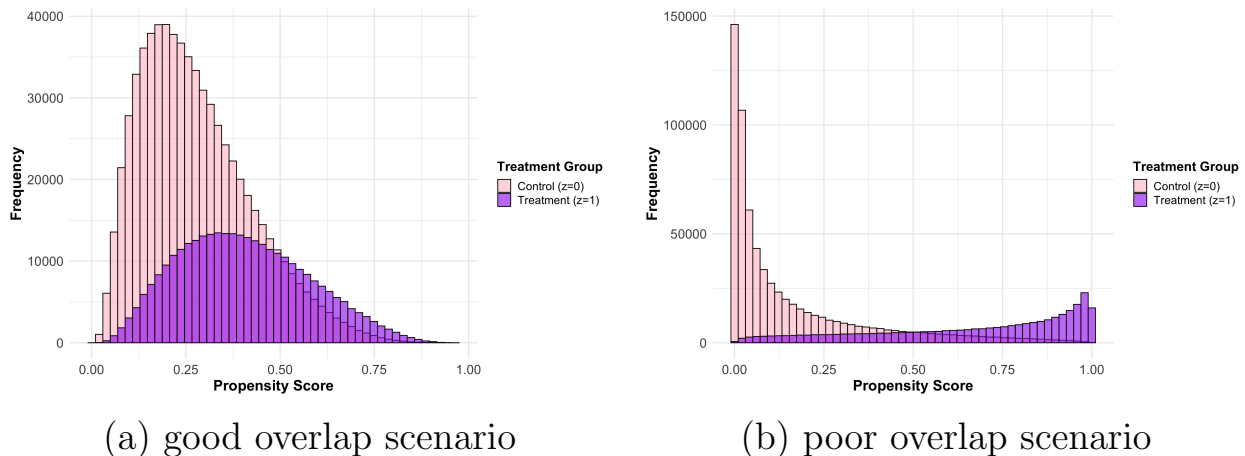 40000
30000
20000
10000
0
Frequency
0.00 0.25 0.50 0.75 1.00
Propensity Score
Treatment Group
Control (z=0)
Treatment (z=1)
(a) good overlap scenario
150000
100000
50000
0
Frequency
0.00 0.25 0.50 0.75 1.00
Propensity Score
Treatment Group
Control (z=0)
Treatment (z=1)
(b) poor overlap scenario